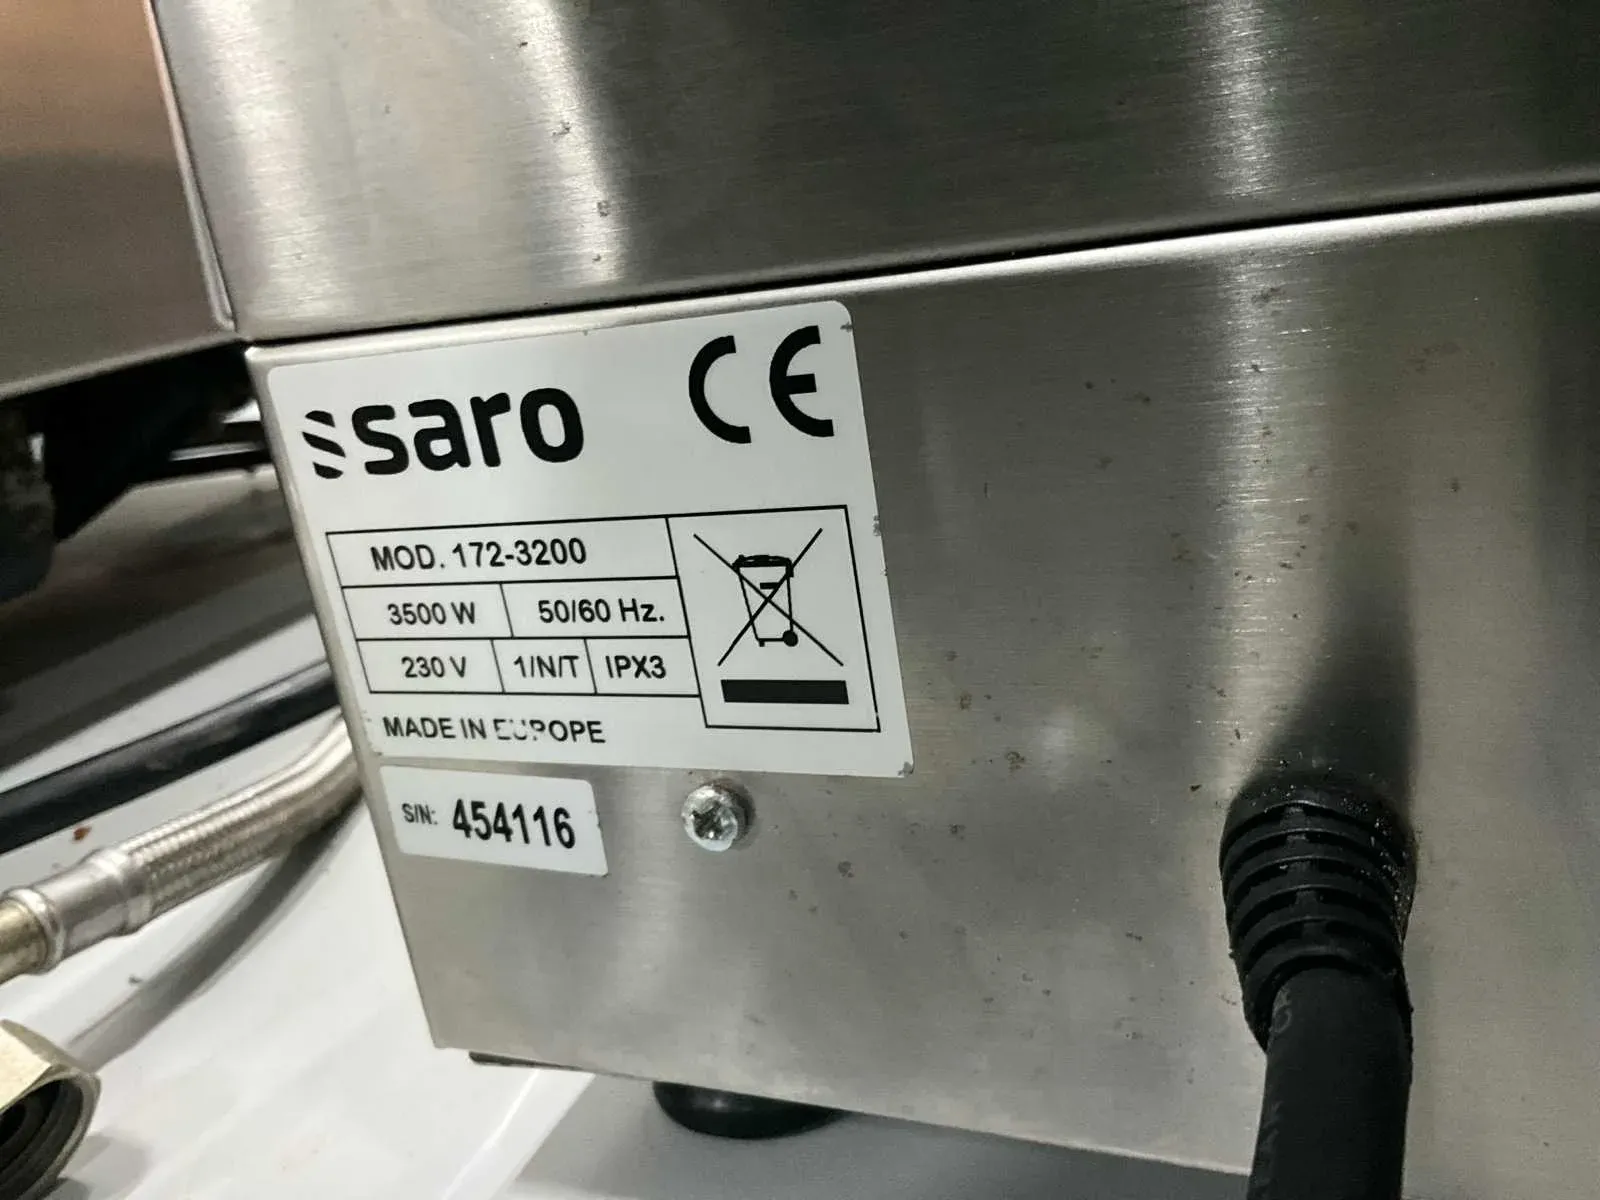 saro CE
MOD. 172-3200
3500 W 50/60 Hz.
230 V 1/N/T IPX3
MADE IN EUROPE
S/N: 454116